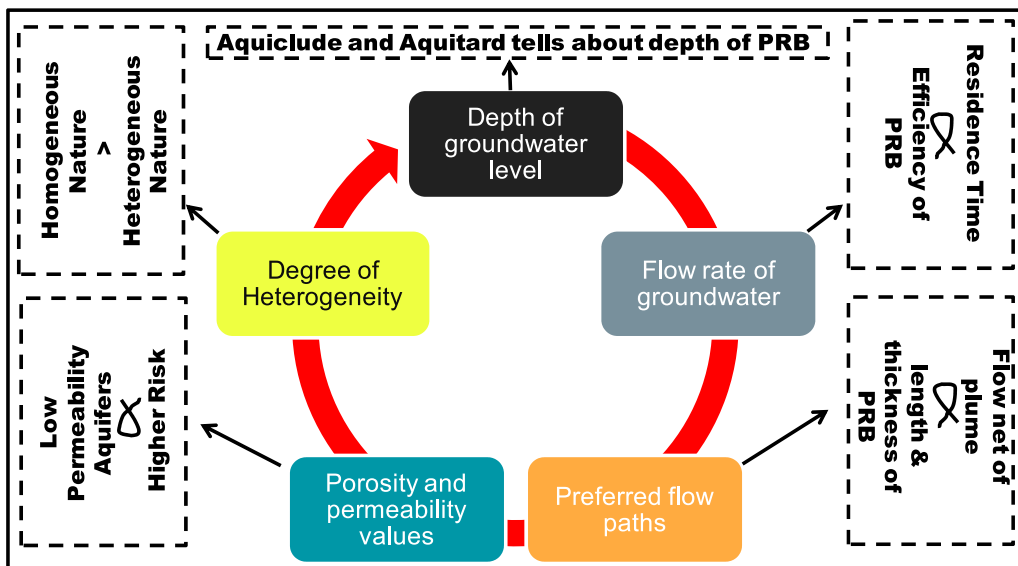 Aquiclude and Aquitard tells about depth of PRB
Homogeneous
Nature
>
Heterogeneous
Nature
Depth of
groundwater
level
Residence Time
∝
Efficiency of
PRB
Degree of
Heterogeneity
Flow rate of
groundwater
Low
Permeability
Aquifers
∝
Higher Risk
Porosity and
permeability
values
Preferred flow
paths
Flow net of
plume
∝
length &
thickness of
PRB